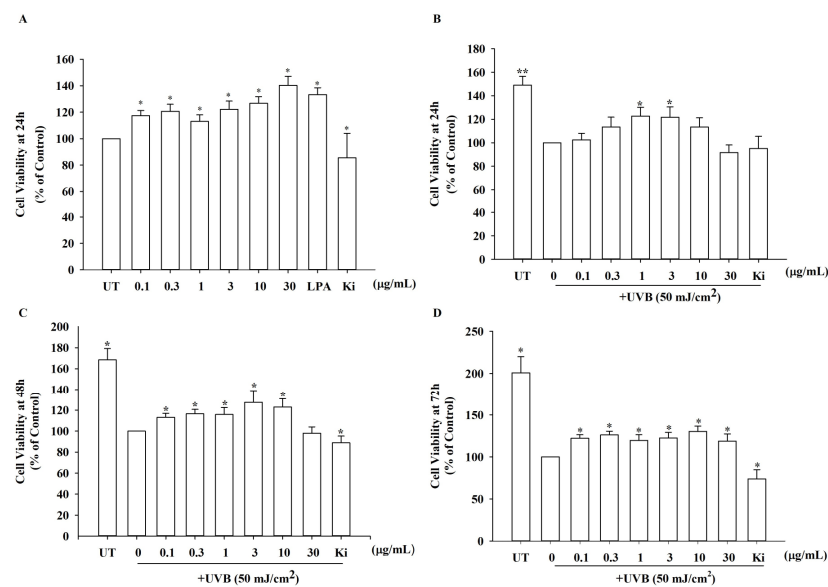 A
Cell Viability at 24h
(% of Control)
160
140
120
100
80
60
40
20
0
* * * * * * * *
UT 0.1 0.3 1 3 10 30 LPA Ki (µg/mL)
B
Cell Viability at 24h
(% of Control)
180
160
140
120
100
80
60
40
20
0
** * *
UT 0 0.1 0.3 1 3 10 30 Ki (µg/mL)
+UVB (50 mJ/cm²)
C
Cell Viability at 48h
(% of Control)
200
180
160
140
120
100
80
60
40
20
0
* * * * * * *
UT 0 0.1 0.3 1 3 10 30 Ki (µg/mL)
+UVB (50 mJ/cm²)
D
Cell Viability at 72h
(% of Control)
250
200
150
100
50
0
* * * * * * * *
UT 0 0.1 0.3 1 3 10 30 Ki (µg/mL)
+UVB (50 mJ/cm²)